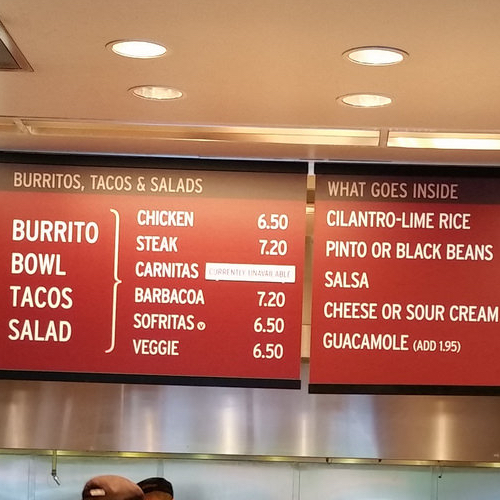 BURRITOS, TACOS & SALADS
BURRITO
BOWL
TACOS
SALAD
CHICKEN 6.50
STEAK 7.20
CARNITAS CURRENTLY UNAVAILABLE
BARBACOA 7.20
SOFRITAS V 6.50
VEGGIE 6.50
WHAT GOES INSIDE
CILANTRO-LIME RICE
PINTO OR BLACK BEANS
SALSA
CHEESE OR SOUR CREAM
GUACAMOLE (ADD 1.95)